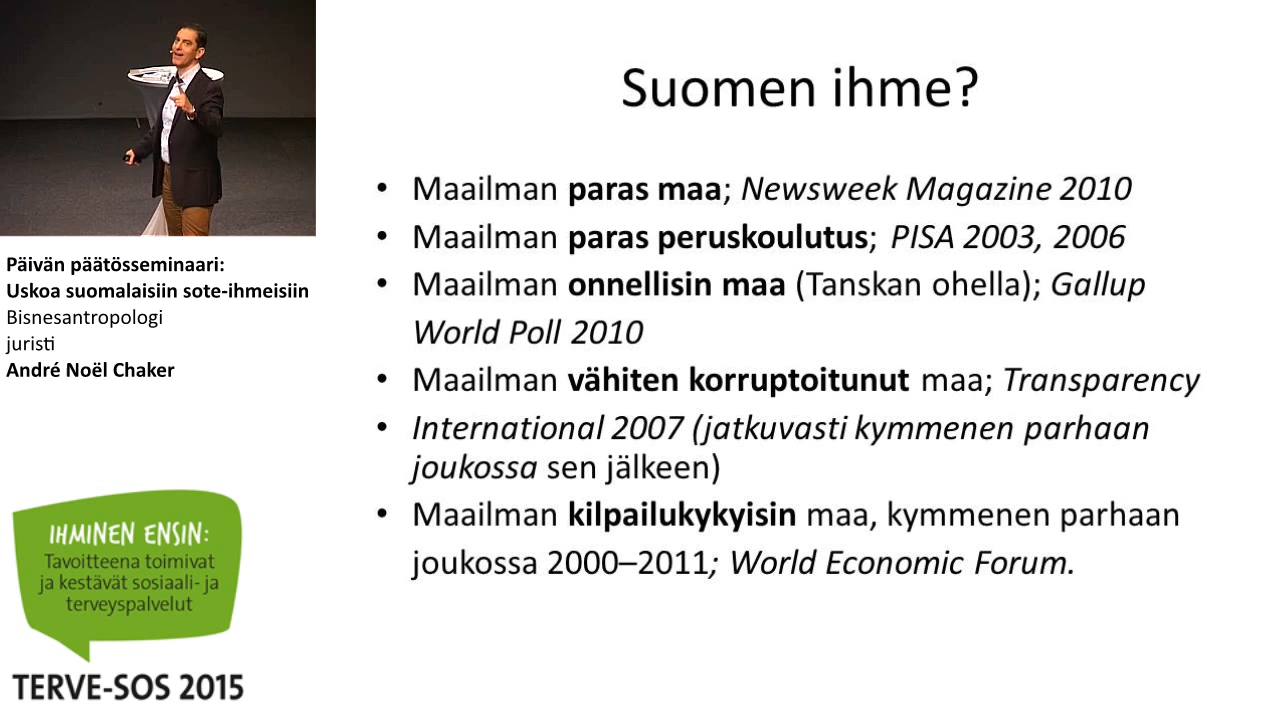 Suomen ihme?
• Maailman paras maa; Newsweek Magazine 2010
• Maailman paras peruskoulutus; PISA 2003, 2006
• Maailman onnellisin maa (Tanskan ohella); Gallup
World Poll 2010
• Maailman vähiten korruptoitunut maa; Transparency
• International 2007 (jatkuvasti kymmenen parhaan
joukossa sen jälkeen)
• Maailman kilpailukykyisin maa, kymmenen parhaan
joukossa 2000–2011; World Economic Forum.
Päivän päätösseminaari:
Uskoa suomalaisiin sote-ihmeisiin
Bisnesantropologi
juristi
André Noël Chaker
IHMINEN ENSIN:
Tavoitteena toimivat
ja kestävät sosiaali- ja
terveyspalvelut
TERVE-SOS 2015